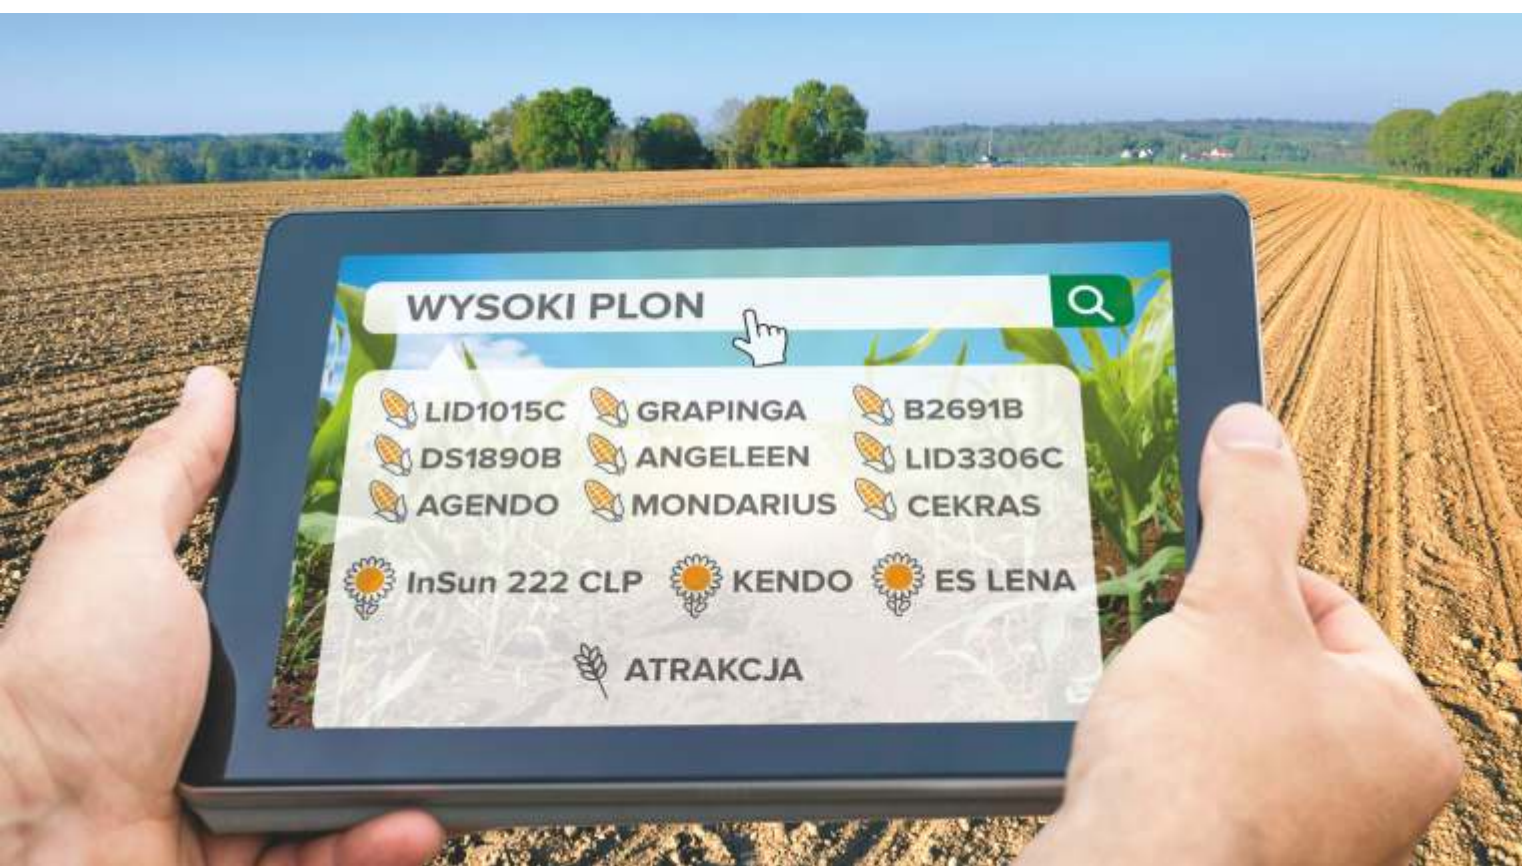 WYSOKI PLON
LID1015C GRAPINGA B2691B
DS1890B ANGELEEN LID3306C
AGENDO MONDARIUS CEKRAS
InSun 222 CLP KENDO ES LENA
ATRAKCJA